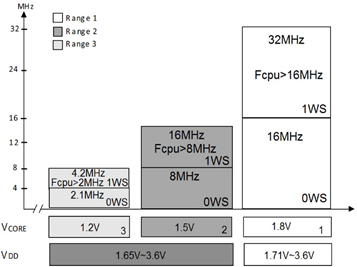 MHz
Range 1
Range 2
Range 3
32
24
16
12
8
4
4.2MHz
Fcpu>2MHz 1WS
2.1MHz
0WS
16MHz
Fcpu>8MHz
1WS
8MHz
0WS
32MHz
Fcpu>16MHz
1WS
16MHz
0WS
VCORE
1.2V 3
1.5V 2
1.8V 1
VDD
1.65V~3.6V
1.71V~3.6V